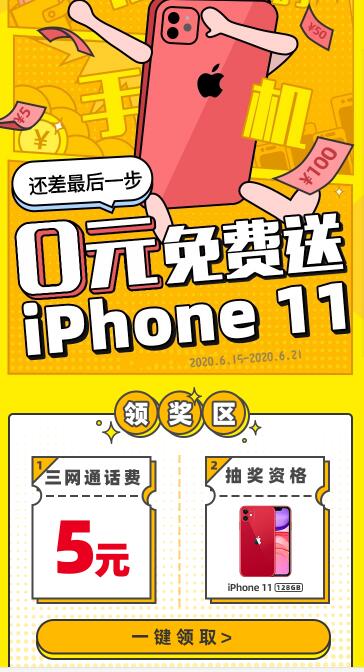 ¥50
手
机
¥5
¥
¥100
还差最后一步
0元免费送
iPhone 11
2020.6.15-2020.6.21
领奖区
1
三网通话费
5元
2
抽奖资格
iPhone 11 128GB
一键领取>